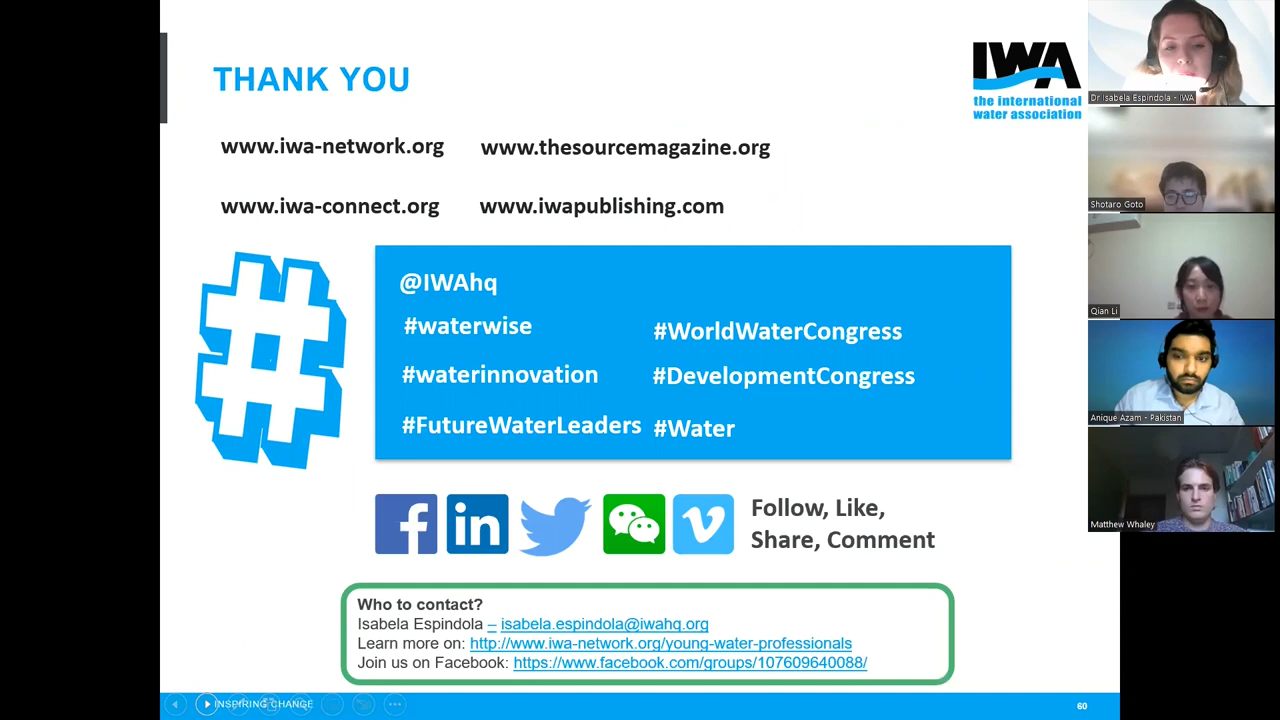 THANK YOU
IWA
the international
water association
www.iwa-network.org
www.thesourcemagazine.org
www.iwa-connect.org
www.iwapublishing.com
@IWAhq
#waterwise
#WorldWaterCongress
#waterinnovation
#DevelopmentCongress
#FutureWaterLeaders
#Water
f
in
v
Follow, Like,
Share, Comment
Who to contact?
Isabela Espindola – isabela.espindola@iwahq.org
Learn more on: http://www.iwa-network.org/young-water-professionals
Join us on Facebook: https://www.facebook.com/groups/107609640088/
INSPIRING CHANGE
60
Dr Isabela Espindola - IWA
Shotaro Goto
Qian Li
Anique Azam - Pakistan
Matthew Whaley